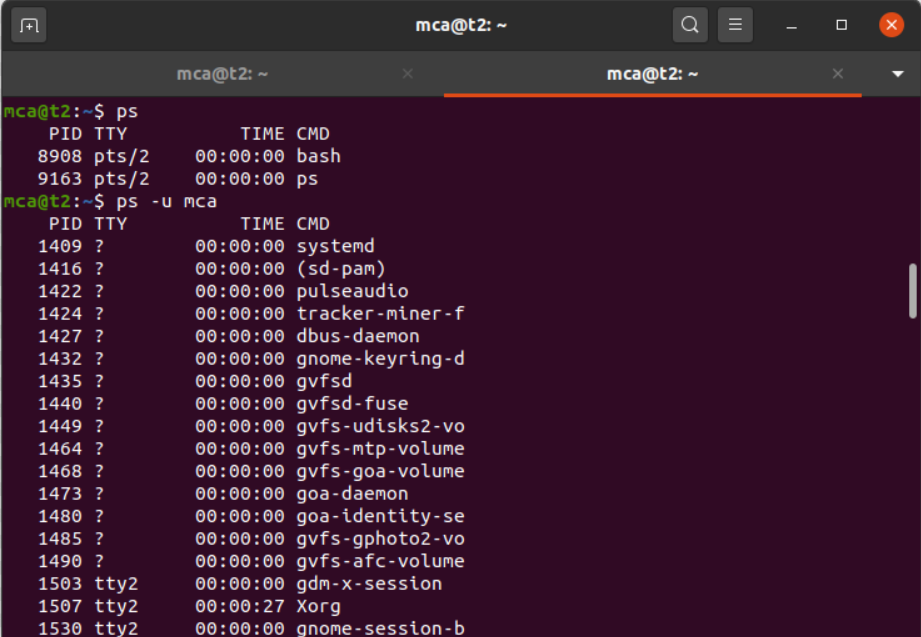 mca@t2: ~
mca@t2: ~
mca@t2: ~
mca@t2:~$ ps
    PID TTY          TIME CMD
   8908 pts/2    00:00:00 bash
   9163 pts/2    00:00:00 ps
mca@t2:~$ ps -u mca
    PID TTY          TIME CMD
   1409 ?        00:00:00 systemd
   1416 ?        00:00:00 (sd-pam)
   1422 ?        00:00:00 pulseaudio
   1424 ?        00:00:00 tracker-miner-f
   1427 ?        00:00:00 dbus-daemon
   1432 ?        00:00:00 gnome-keyring-d
   1435 ?        00:00:00 gvfsd
   1440 ?        00:00:00 gvfsd-fuse
   1449 ?        00:00:00 gvfs-udisks2-vo
   1464 ?        00:00:00 gvfs-mtp-volume
   1468 ?        00:00:00 gvfs-goa-volume
   1473 ?        00:00:00 goa-daemon
   1480 ?        00:00:00 goa-identity-se
   1485 ?        00:00:00 gvfs-gphoto2-vo
   1490 ?        00:00:00 gvfs-afc-volume
   1503 tty2     00:00:00 gdm-x-session
   1507 tty2     00:00:27 Xorg
   1530 tty2     00:00:00 gnome-session-b